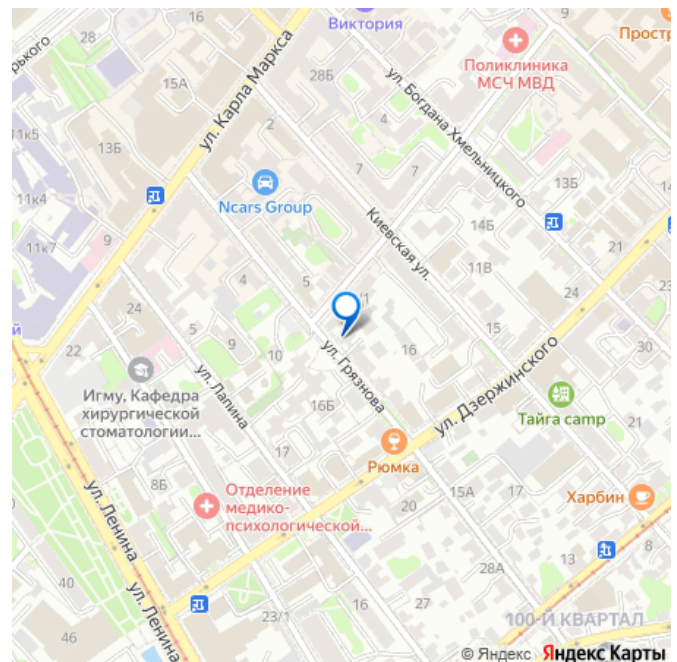 16
28
Виктория
Простр
рького
Поликлиника
МСЧ МВД
15А
28Б
ул. Карла Маркса
ул. Богдана Хмельницкого
4
2
11к5
13Б
7
7
13Б
11к4
Ncars Group
Киевская ул.
14Б
21
11к7
9
11В
4
5
/1
24
23
ий
24
5
9
10
15
22
16
30
ул. Грязнова
ул. Дзержинского
Игму, Кафедра
хирургической
стоматологии...
ул. Лапина
16Б
Тайга camp
21
17
Рюмка
8Б
Отделение
медико-
психологической...
15А
17
Харбин
20
ул. Ленина
13
8
28А
40
ул. Ленина
16
27
23/1
100-Й КВАРТАЛ
46
© Яндекс Яндекс Карты